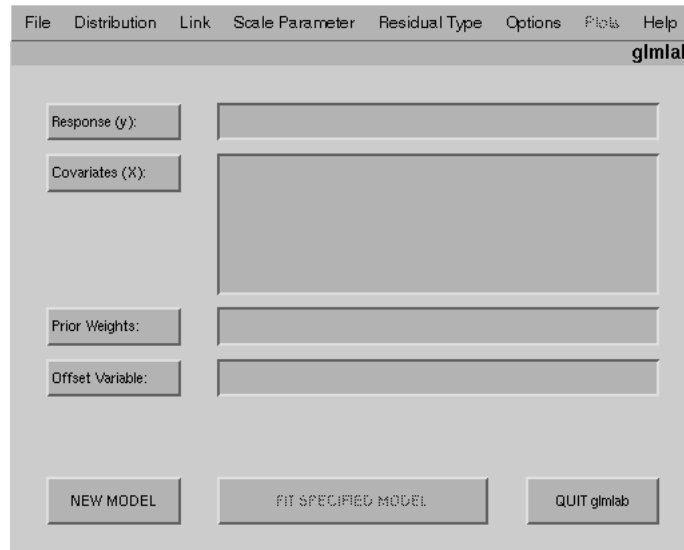 File Distribution Link Scale Parameter Residual Type Options Plots Help
glmlab
Response (y):
Covariates (X):
Prior Weights:
Offset Variable:
NEW MODEL FIT SPECIFIED MODEL QUIT glmlab